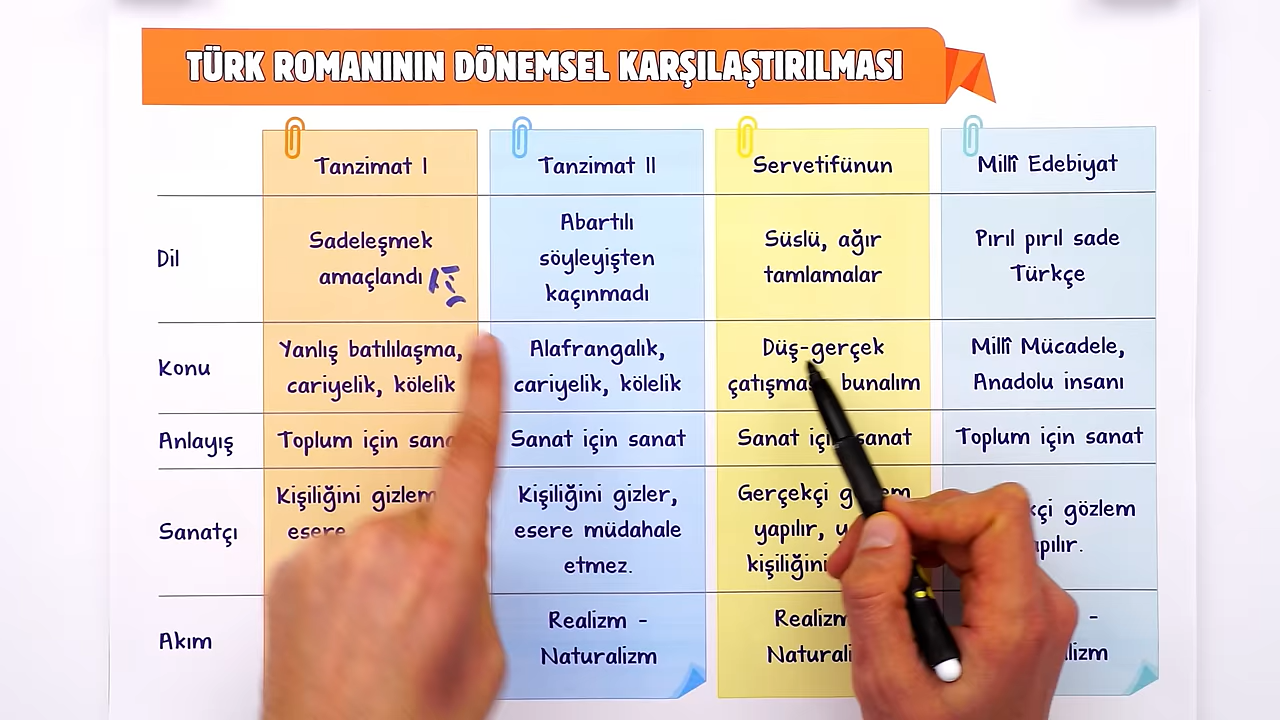 TÜRK ROMANININ DÖNEMSEL KARŞILAŞTIRILMASI
Tanzimat I
Tanzimat II
Servetifünun
Millî Edebiyat
Dil
Sadeleşmek
amaçlandı
Abartılı
söyleyişten
kaçınmadı
Süslü, ağır
tamlamalar
Pırıl pırıl sade
Türkçe
Konu
Yanlış batılılaşma,
cariyelik, kölelik
Alafrangalık,
cariyelik, kölelik
Düş-gerçek
bunalım
Millî Mücadele,
Anadolu insanı
Anlayış
Toplum için
Sanat için sanat
Sanat sanat
Toplum için sanat
Sanatçı
Kişiliğini
Kişiliğini gizler,
esere müdahale
etmez.
Gerçekçi
yapılır,
kişiliğini
gözlem
Akım
Realizm -
Naturalizm
Realizm